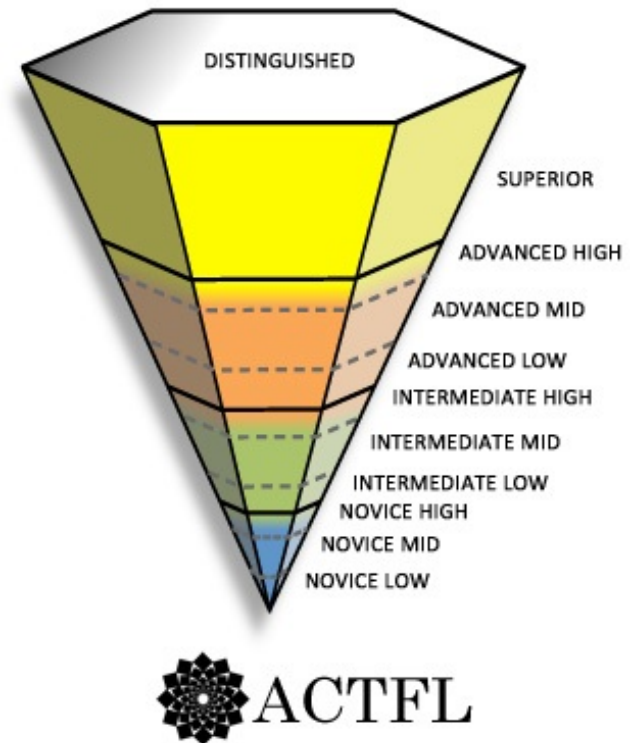 DISTINGUISHED
SUPERIOR
ADVANCED HIGH
ADVANCED MID
ADVANCED LOW
INTERMEDIATE HIGH
INTERMEDIATE MID
INTERMEDIATE LOW
NOVICE HIGH
NOVICE MID
NOVICE LOW
ACTFL